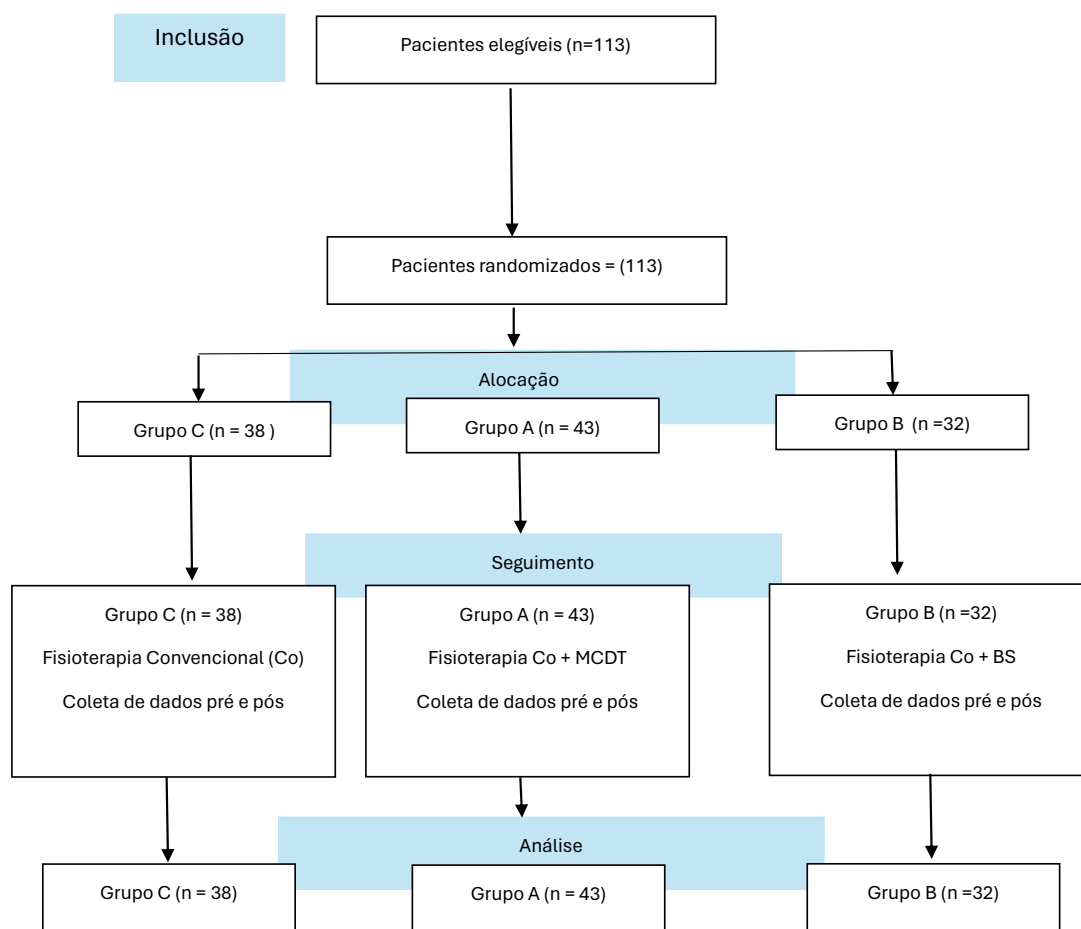 Inclusão
Pacientes elegíveis (n=113)
Pacientes randomizados = (113)
Alocação
Grupo C (n = 38 )
Grupo A (n = 43)
Grupo B (n =32)
Seguimento
Grupo C (n = 38)
Fisioterapia Convencional (Co)
Coleta de dados pré e pós
Grupo A (n = 43)
Fisioterapia Co + MCDT
Coleta de dados pré e pós
Grupo B (n =32)
Fisioterapia Co + BS
Coleta de dados pré e pós
Análise
Grupo C (n = 38)
Grupo A (n = 43)
Grupo B (n =32)